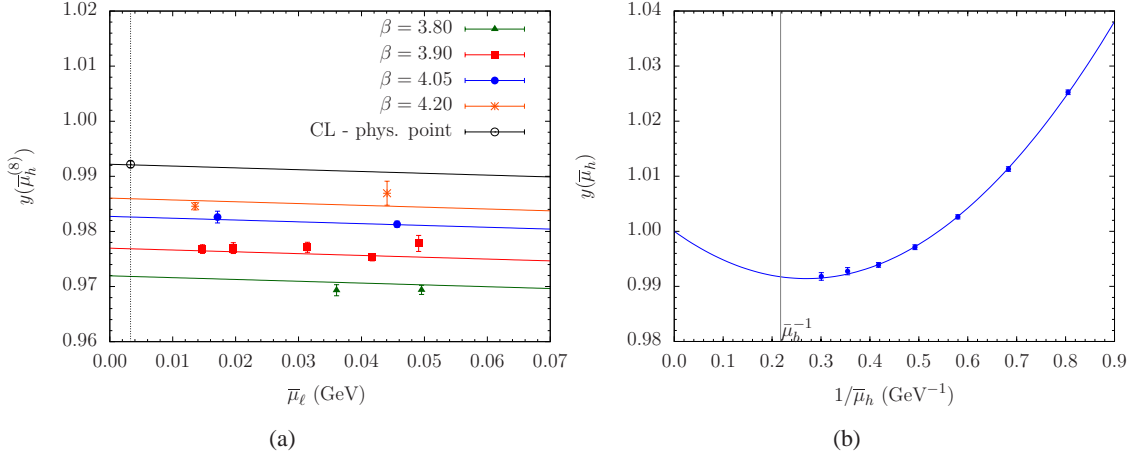 1.02
1.01
1.00
0.99
0.98
0.97
0.96
0.00 0.01 0.02 0.03 0.04 0.05 0.06 0.07
y(μ̅_h^(8))
μ̅_ℓ (GeV)
β = 3.80
β = 3.90
β = 4.05
β = 4.20
CL - phys. point
(a)
1.04
1.03
1.02
1.01
1.00
0.99
0.98
0.0 0.1 0.2 0.3 0.4 0.5 0.6 0.7 0.8 0.9
y(μ̅_h)
μ̅_b^-1
1/μ̅_h (GeV^-1)
(b)